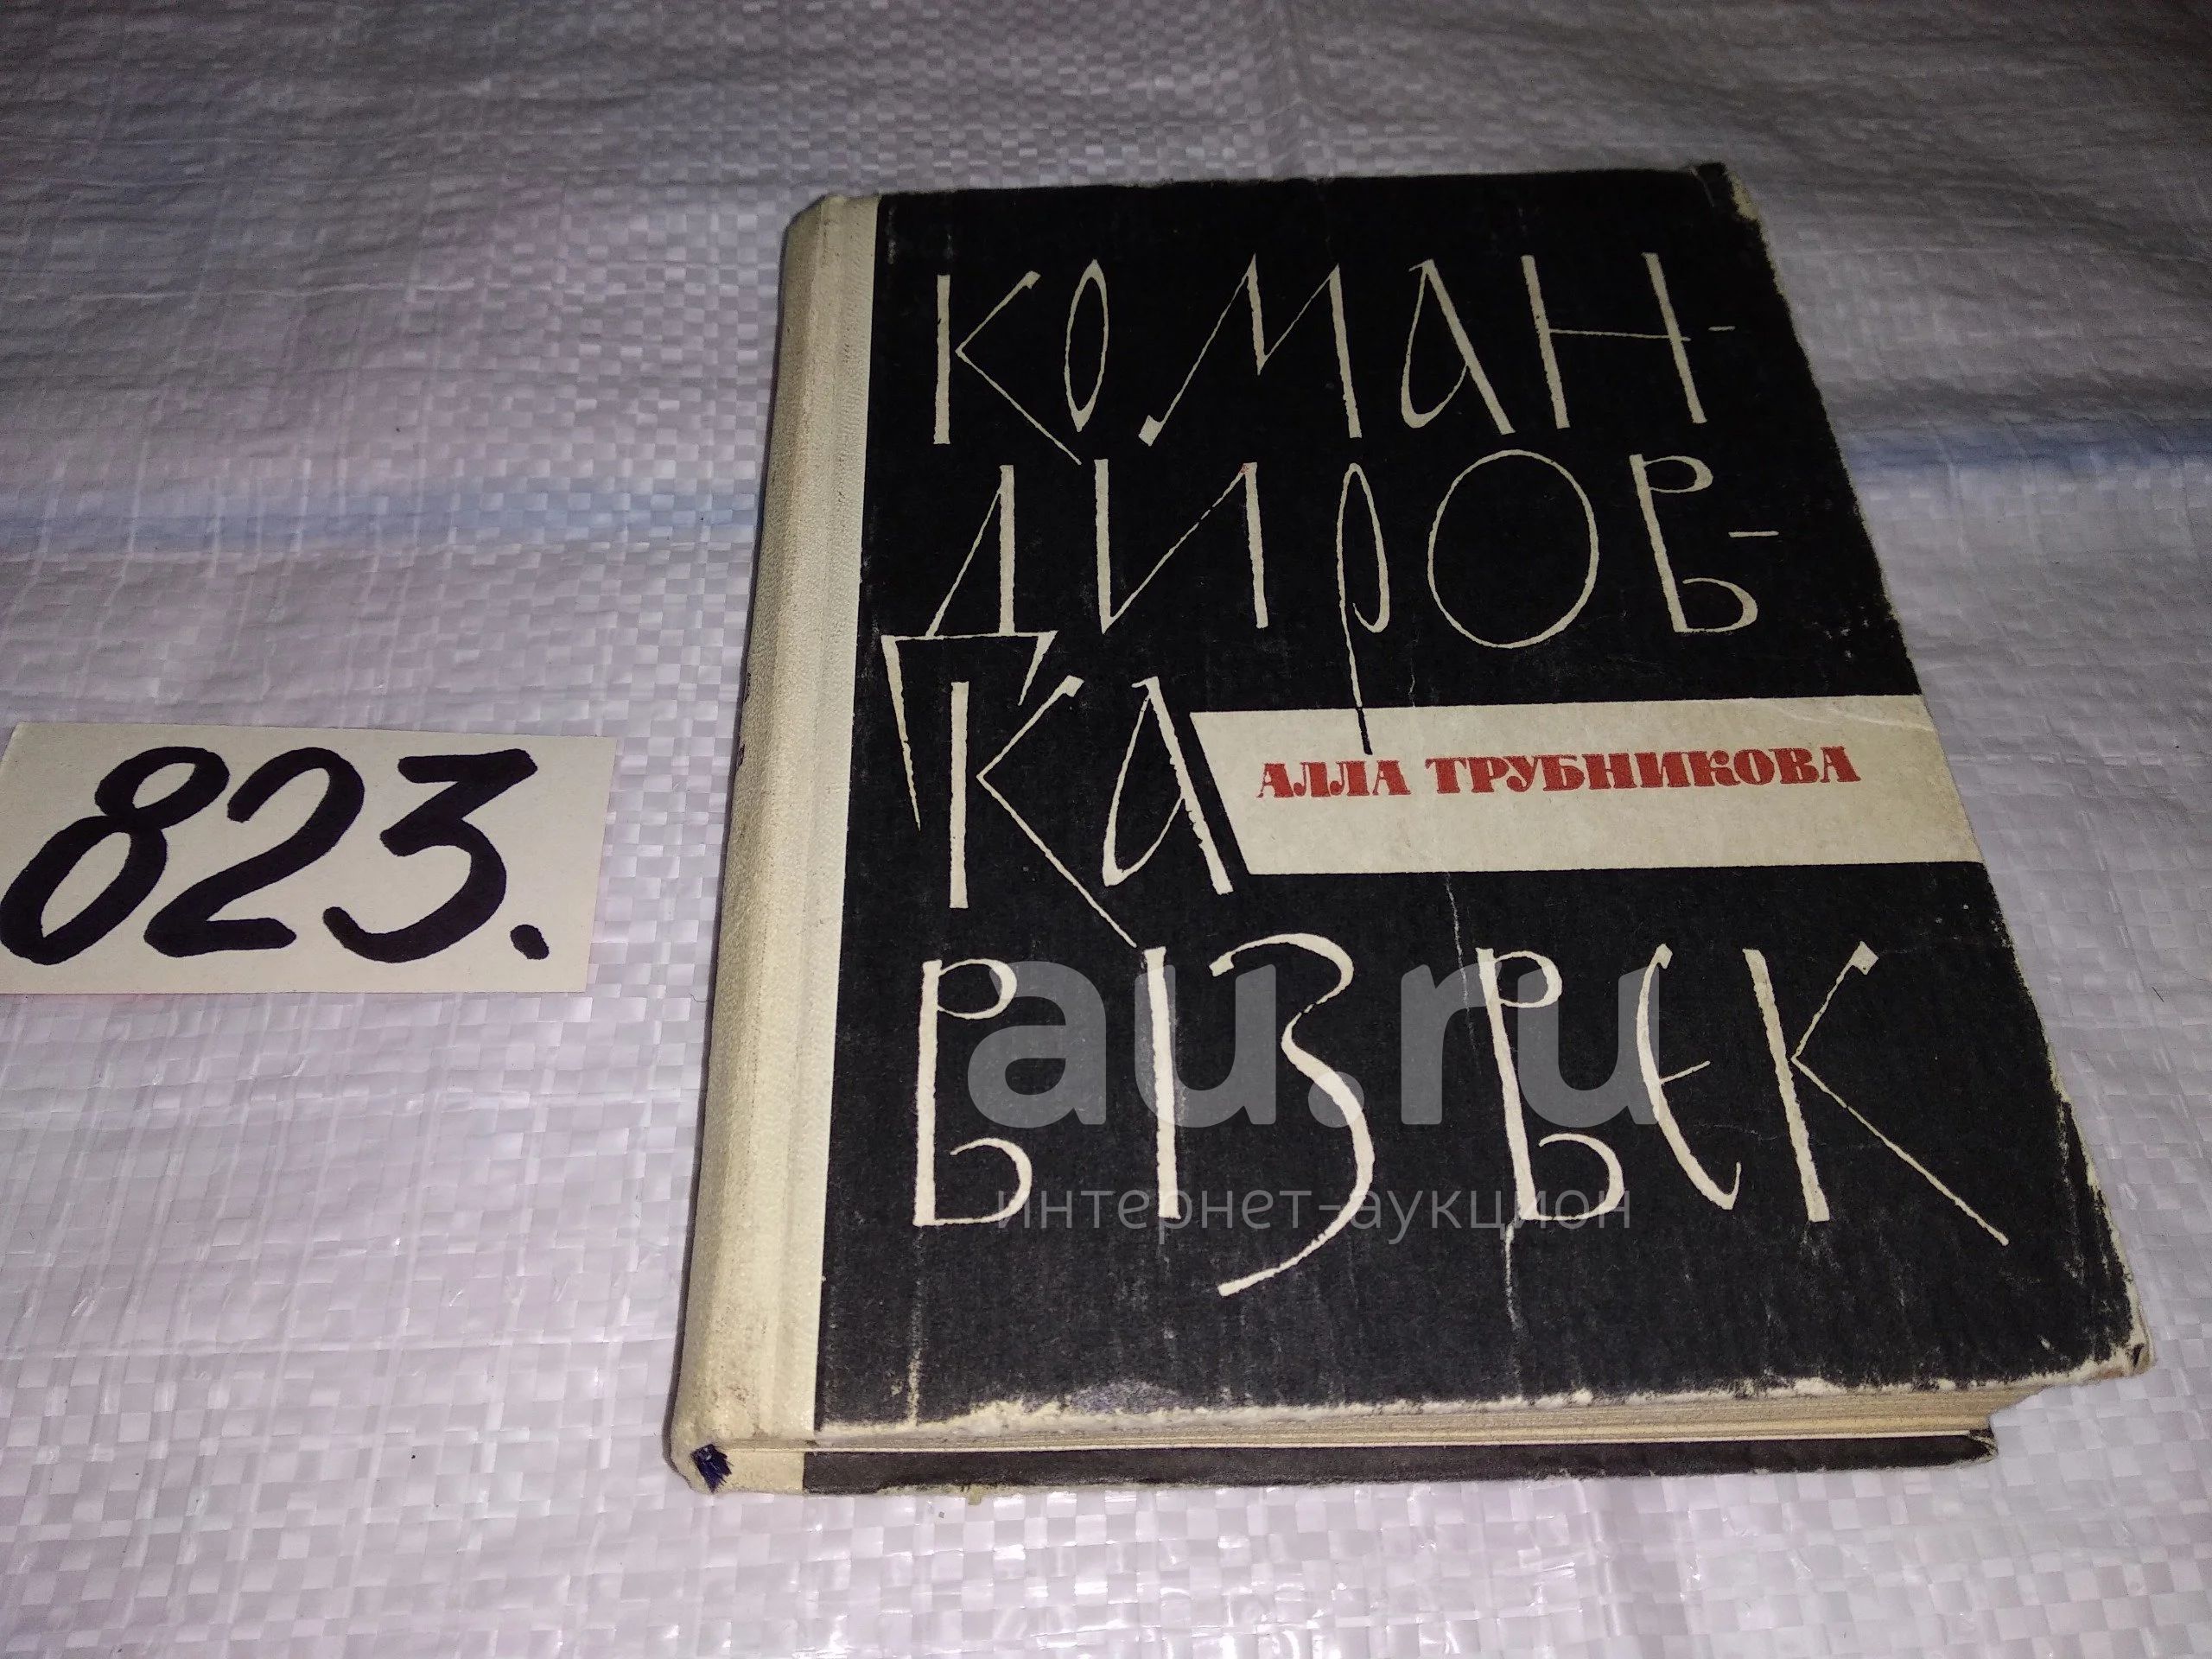 823.
КОМАН-
ДИРОВ-
КА
АЛЛА ТРУБНИКОВА
В 13 ВЕК
au.ru
интернет-аукцион